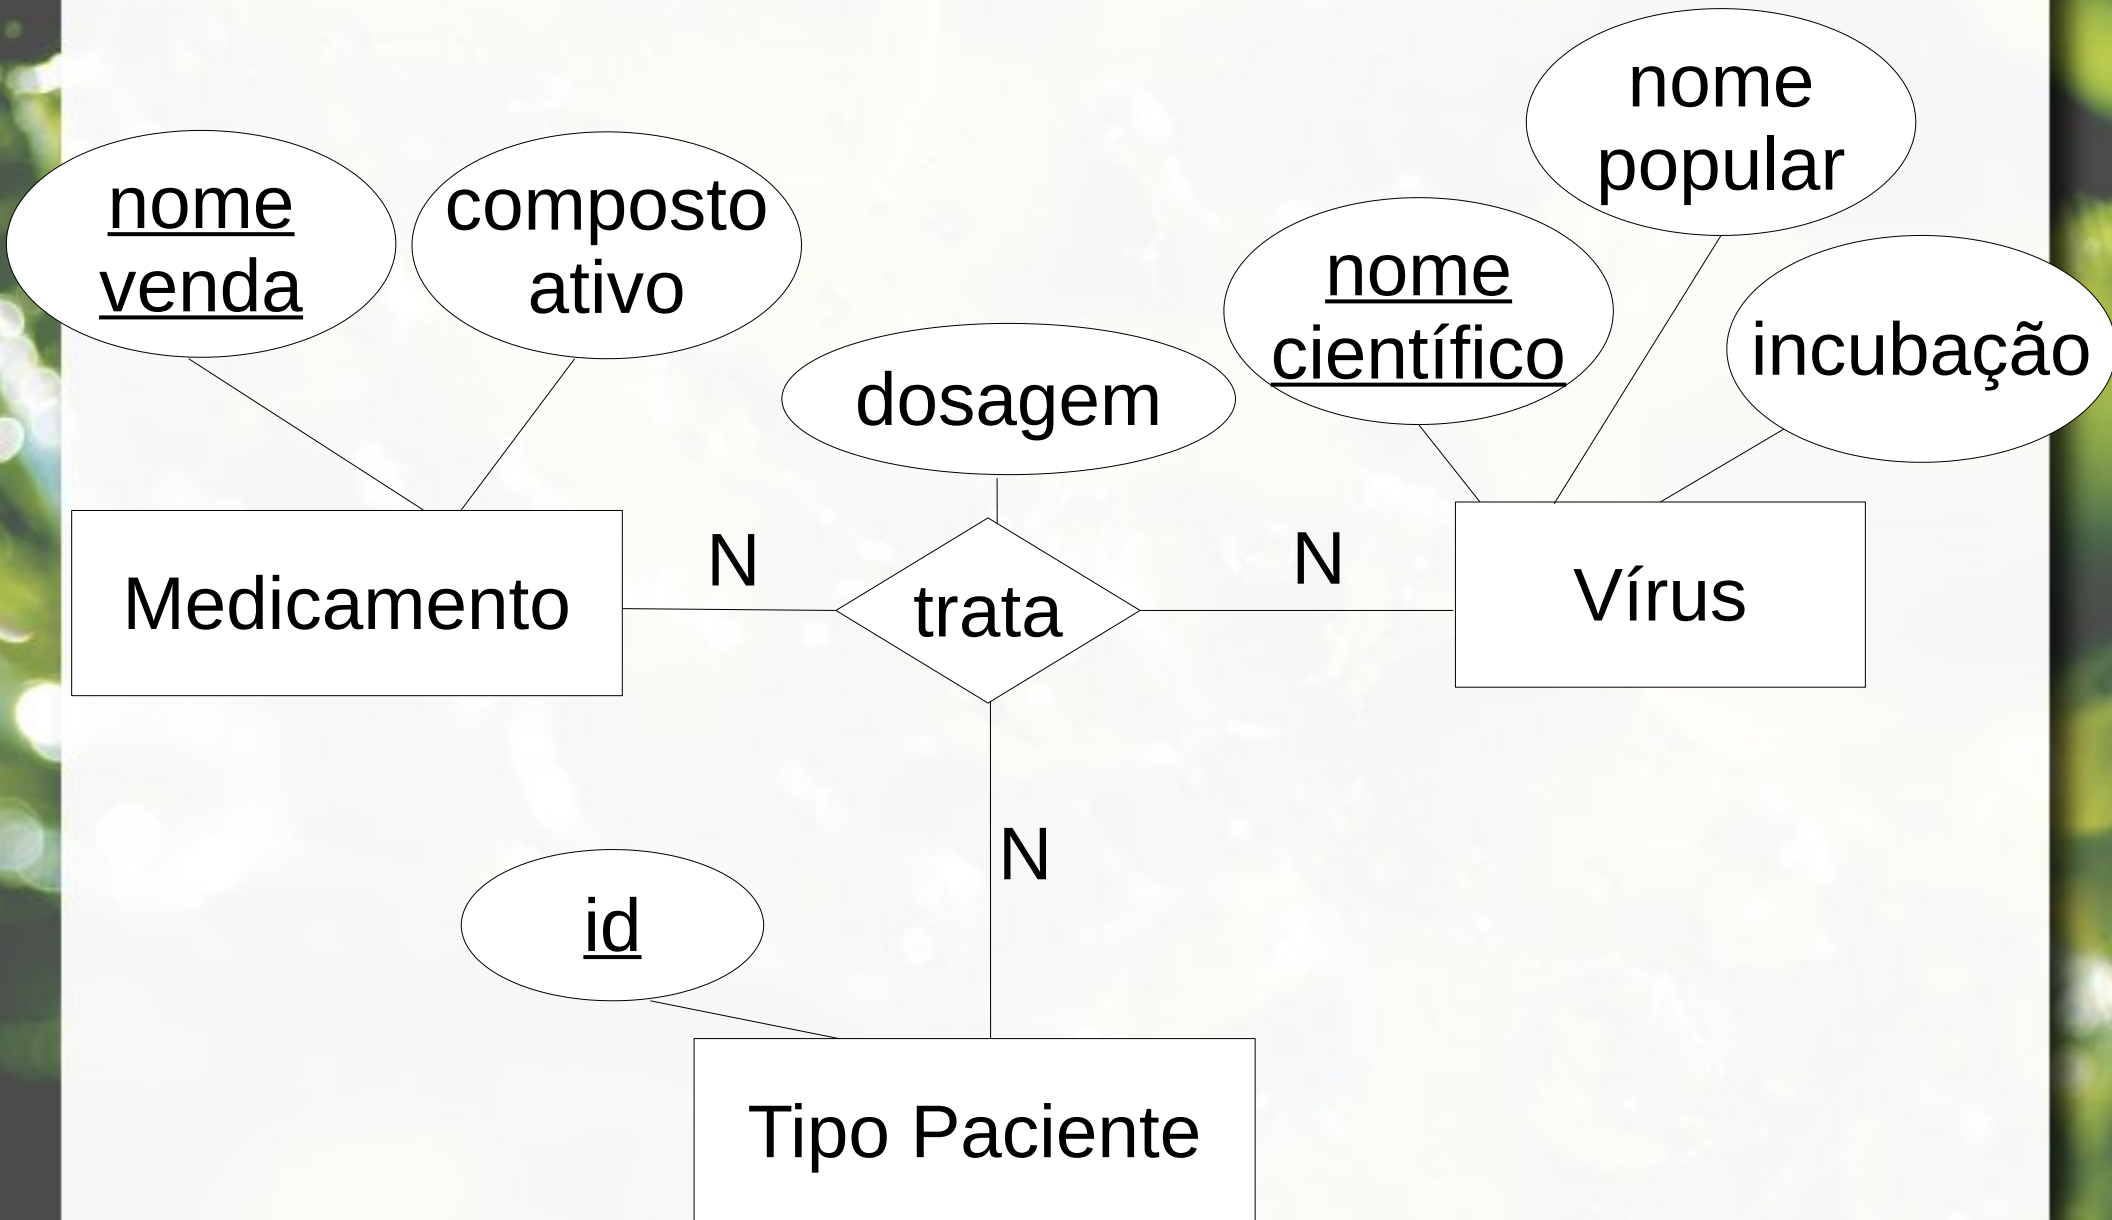 nome
popular
nome
venda
composto
ativo
nome
científico
incubação
dosagem
N
N
Medicamento
trata
Vírus
N
id
Tipo Paciente